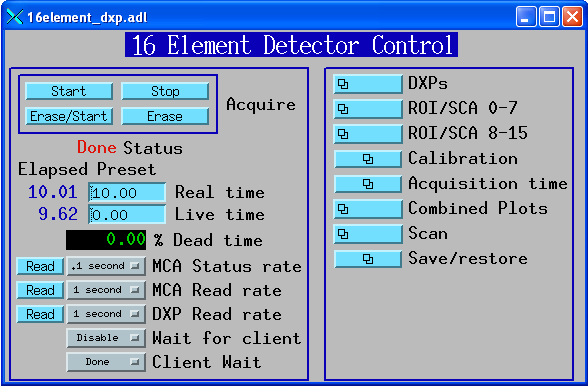 16element_dxp.adl
16 Element Detector Control
Start Stop
Erase/Start Erase
Acquire
Done Status
Elapsed Preset
10.01 10.00 Real time
9.62 0.00 Live time
0.00 % Dead time
Read .1 second MCA Status rate
Read 1 second MCA Read rate
Read 1 second DXP Read rate
Disable Wait for client
Done Client Wait
DXPs
ROI/SCA 0-7
ROI/SCA 8-15
Calibration
Acquisition time
Combined Plots
Scan
Save/restore